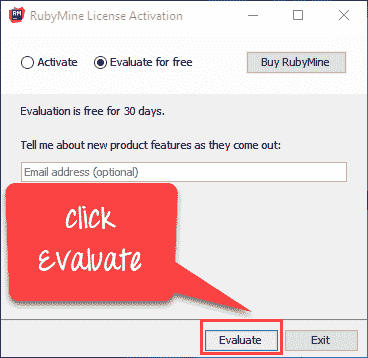 RM RubyMine License Activation
Activate Evaluate for free Buy RubyMine
Evaluation is free for 30 days.
Tell me about new product features as they come out:
Email address (optional)
click
Evaluate
Evaluate Exit